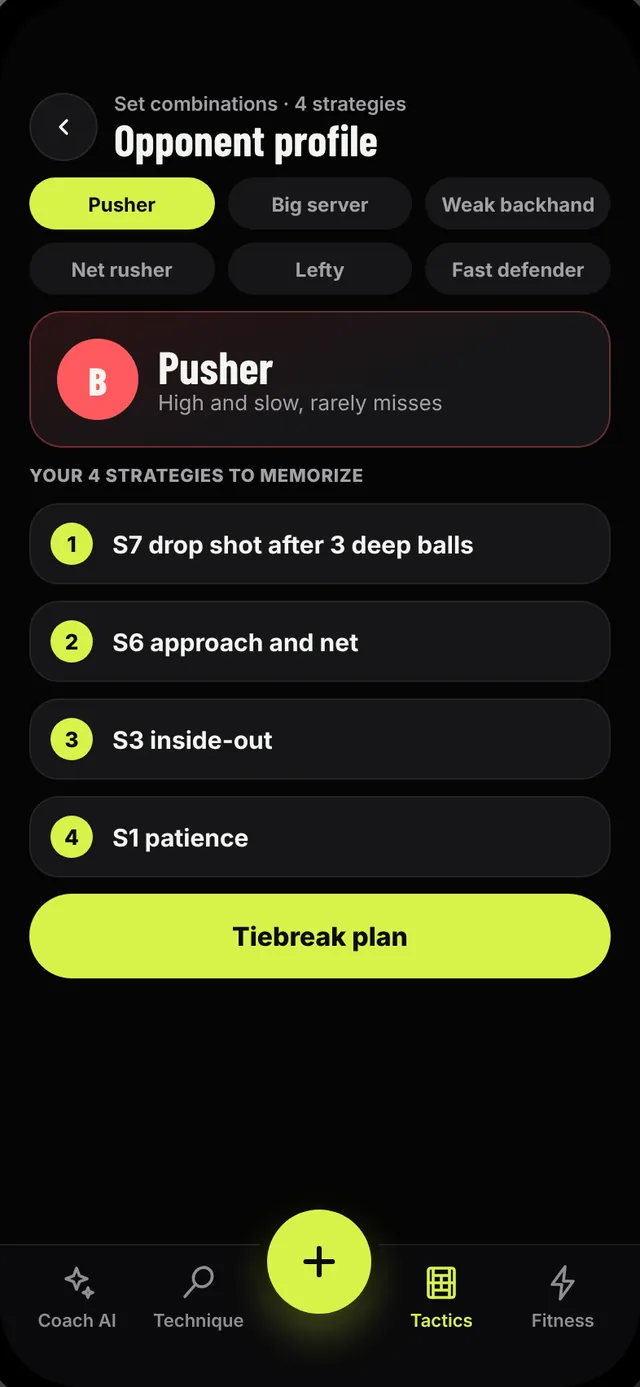 Set combinations · 4 strategies
Opponent profile
Pusher
Big server
Weak backhand
Net rusher
Lefty
Fast defender
B
Pusher
High and slow, rarely misses
YOUR 4 STRATEGIES TO MEMORIZE
1 S7 drop shot after 3 deep balls
2 S6 approach and net
3 S3 inside-out
4 S1 patience
Tiebreak plan
Coach AI
Technique
Tactics
Fitness